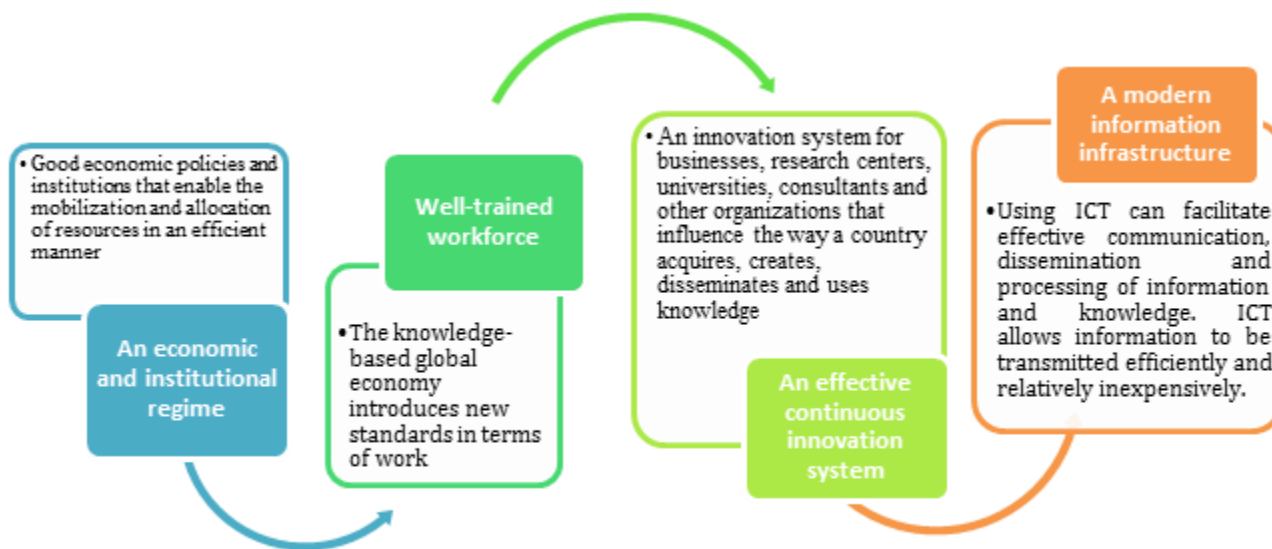 • Good economic policies and
institutions that enable the
mobilization and allocation
of resources in an efficient
manner
An economic
and institutional
regime
Well-trained
workforce
•The knowledge-
based global
economy
introduces new
standards in terms
of work
• An innovation system for
businesses, research centers,
universities, consultants and
other organizations that
influence the way a country
acquires, creates,
disseminates and uses
knowledge
An effective
continuous
innovation
system
A modern
information
infrastructure
•Using ICT can facilitate
effective communication,
dissemination and
processing of information
and knowledge. ICT
allows information to be
transmitted efficiently and
relatively inexpensively.